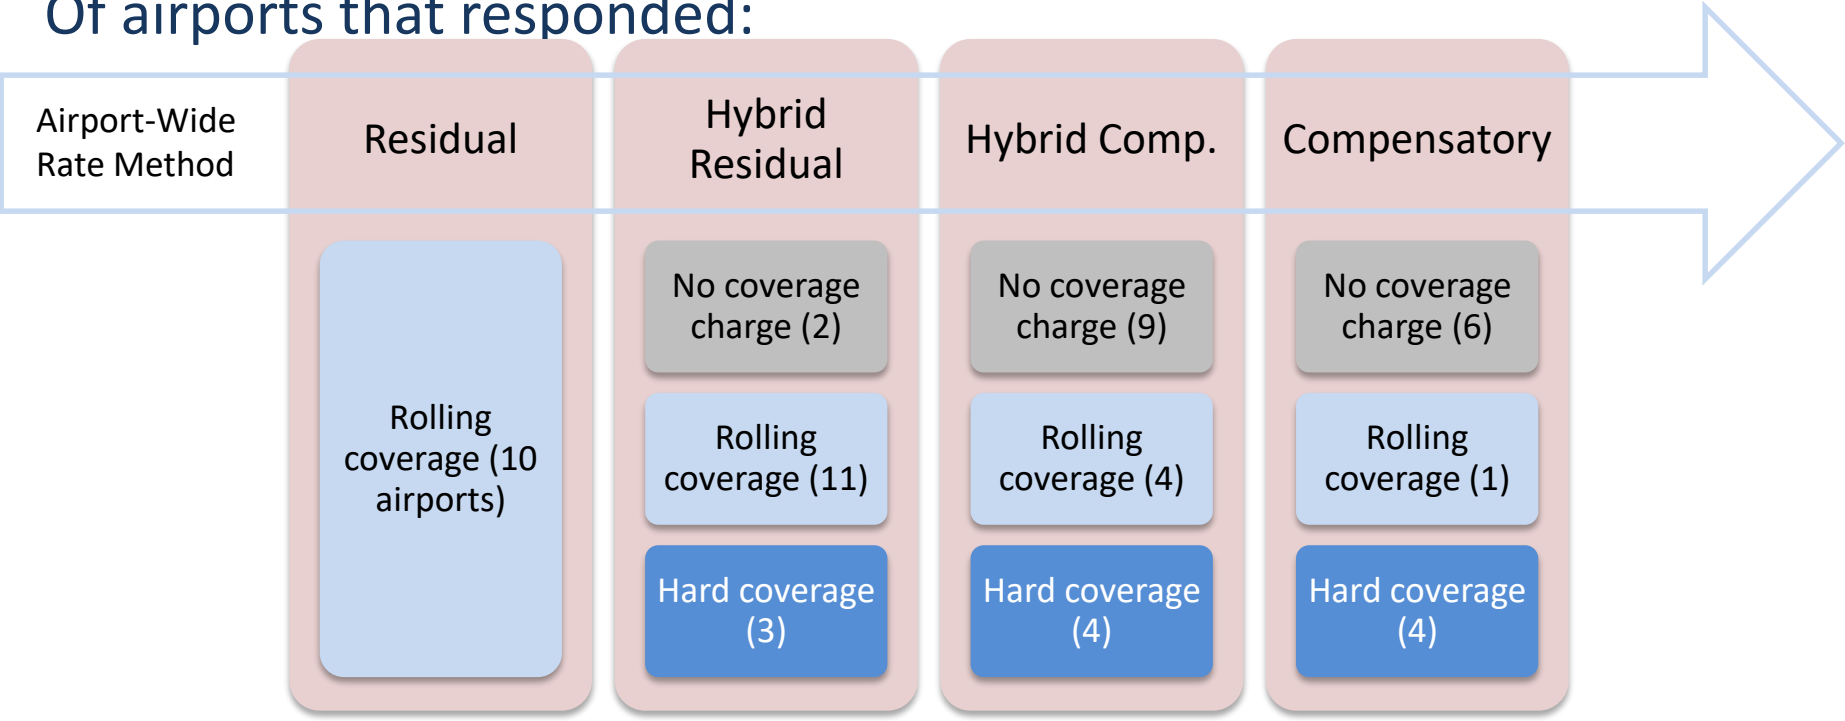 Of airports that responded:
Airport-Wide
Rate Method
Residual
Hybrid
Residual
Hybrid Comp.
Compensatory
Rolling
coverage (10
airports)
No coverage
charge (2)
Rolling
coverage (11)
Hard coverage
(3)
No coverage
charge (9)
Rolling
coverage (4)
Hard coverage
(4)
No coverage
charge (6)
Rolling
coverage (1)
Hard coverage
(4)